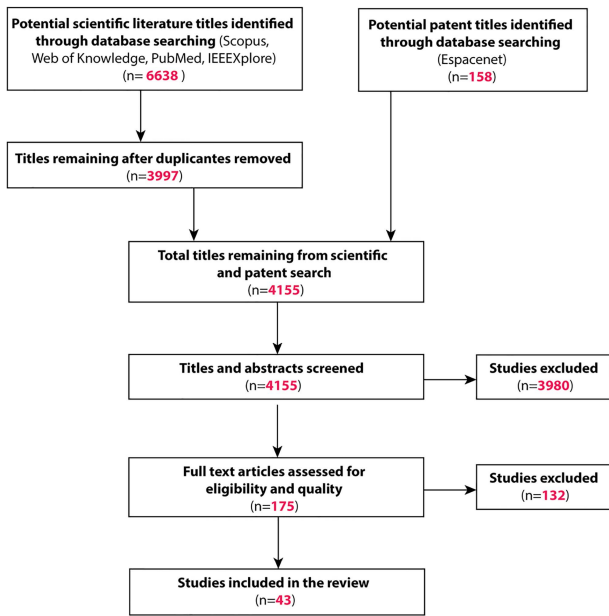 Potential scientific literature titles identified
through database searching (Scopus,
Web of Knowledge, PubMed, IEEEXplore)
(n= 6638 )
Potential patent titles identified
through database searching
(Espacenet)
(n=158)
Titles remaining after duplicantes removed
(n=3997)
Total titles remaining from scientific
and patent search
(n=4155)
Titles and abstracts screened
(n=4155)
Studies excluded
(n=3980)
Full text articles assessed for
eligibility and quality
(n=175)
Studies excluded
(n=132)
Studies included in the review
(n=43)